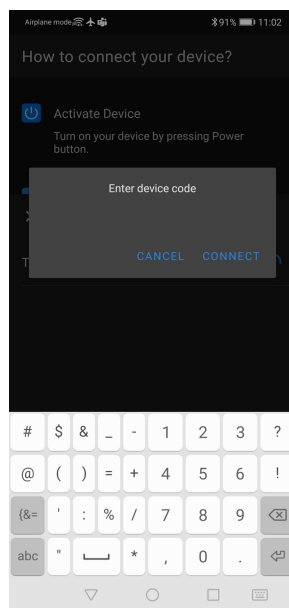 Airplane mode 91% 11:02
How to connect your device?
Activate Device
Turn on your device by pressing Power
button.
Enter device code
CANCEL CONNECT
T
# $ & _ - 1 2 3 ?
@ ( ) = + 4 5 6 !
{&= ' : % / 7 8 9
abc " * , 0 .